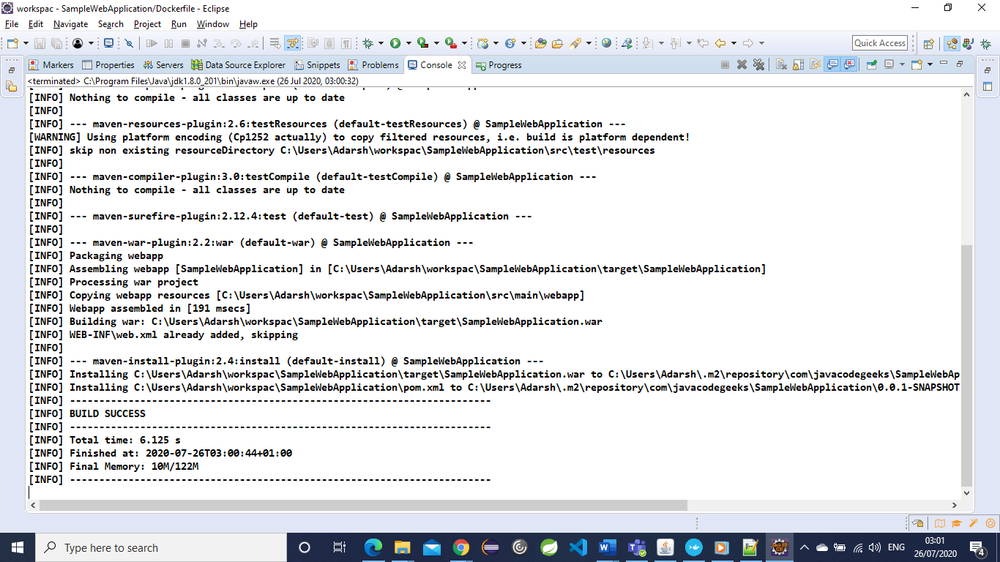 workspac - SampleWebApplication/Dockerfile - Eclipse
File Edit Navigate Search Project Run Window Help
Quick Access
Markers Properties Servers Data Source Explorer Snippets Problems Console Progress
<terminated> C:\Program Files\Java\jdk1.8.0_201\bin\javaw.exe (26 Jul 2020, 03:00:32)
[INFO] Nothing to compile - all classes are up to date
[INFO]
[INFO] --- maven-resources-plugin:2.6:testResources (default-testResources) @ SampleWebApplication ---
[WARNING] Using platform encoding (Cp1252 actually) to copy filtered resources, i.e. build is platform dependent!
[INFO] skip non existing resourceDirectory C:\Users\Adarsh\workspac\SampleWebApplication\src\test\resources
[INFO]
[INFO] --- maven-compiler-plugin:3.0:testCompile (default-testCompile) @ SampleWebApplication ---
[INFO] Nothing to compile - all classes are up to date
[INFO]
[INFO] --- maven-surefire-plugin:2.12.4:test (default-test) @ SampleWebApplication ---
[INFO]
[INFO] --- maven-war-plugin:2.2:war (default-war) @ SampleWebApplication ---
[INFO] Packaging webapp
[INFO] Assembling webapp [SampleWebApplication] in [C:\Users\Adarsh\workspac\SampleWebApplication\target\SampleWebApplication]
[INFO] Processing war project
[INFO] Copying webapp resources [C:\Users\Adarsh\workspac\SampleWebApplication\src\main\webapp]
[INFO] Webapp assembled in [191 msecs]
[INFO] Building war: C:\Users\Adarsh\workspac\SampleWebApplication\target\SampleWebApplication.war
[INFO] WEB-INF\web.xml already added, skipping
[INFO]
[INFO] --- maven-install-plugin:2.4:install (default-install) @ SampleWebApplication ---
[INFO] Installing C:\Users\Adarsh\workspac\SampleWebApplication\target\SampleWebApplication.war to C:\Users\Adarsh\.m2\repository\com\javacodegeeks\SampleWebAp
[INFO] Installing C:\Users\Adarsh\workspac\SampleWebApplication\pom.xml to C:\Users\Adarsh\.m2\repository\com\javacodegeeks\SampleWebApplication\0.0.1-SNAPSHOT
[INFO] ------------------------------------------------------------------------
[INFO] BUILD SUCCESS
[INFO] ------------------------------------------------------------------------
[INFO] Total time: 6.125 s
[INFO] Finished at: 2020-07-26T03:00:44+01:00
[INFO] Final Memory: 10M/122M
[INFO] ------------------------------------------------------------------------
Type here to search
ENG
03:01
26/07/2020
4